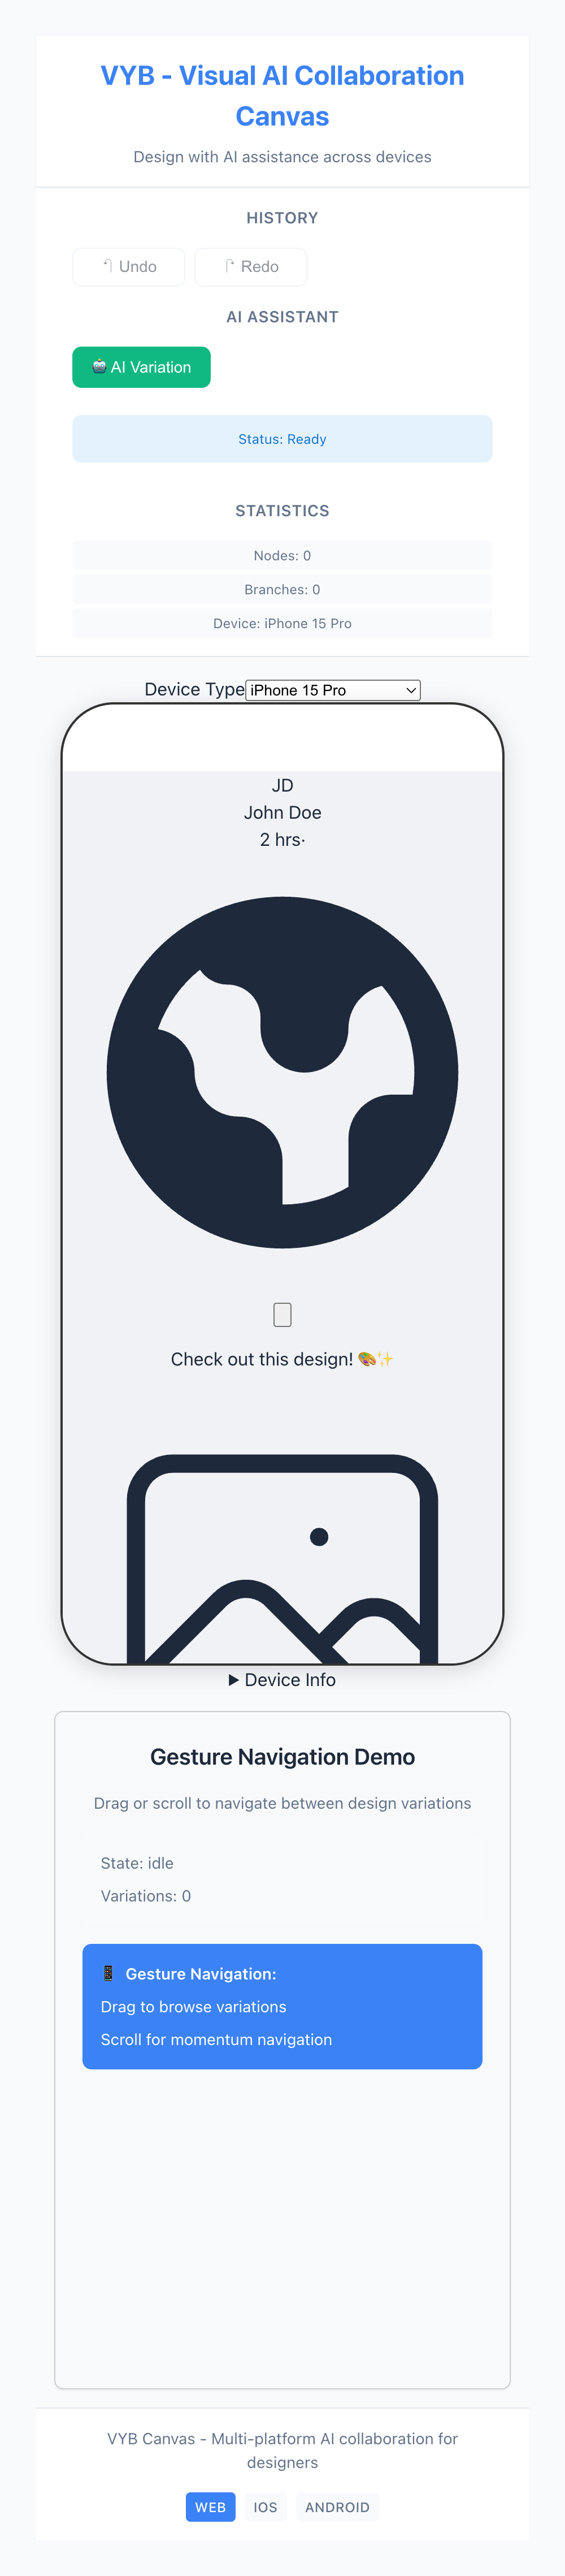 VYB - Visual AI Collaboration
Canvas
Design with AI assistance across devices
HISTORY
Undo
Redo
AI ASSISTANT
🤖 AI Variation
Status: Ready
STATISTICS
Nodes: 0
Branches: 0
Device: iPhone 15 Pro
Device Type iPhone 15 Pro
JD
John Doe
2 hrs·
Check out this design! 🎨✨
▶ Device Info
Gesture Navigation Demo
Drag or scroll to navigate between design variations
State: idle
Variations: 0
📱 Gesture Navigation:
Drag to browse variations
Scroll for momentum navigation
VYB Canvas - Multi-platform AI collaboration for
designers
WEB
IOS
ANDROID